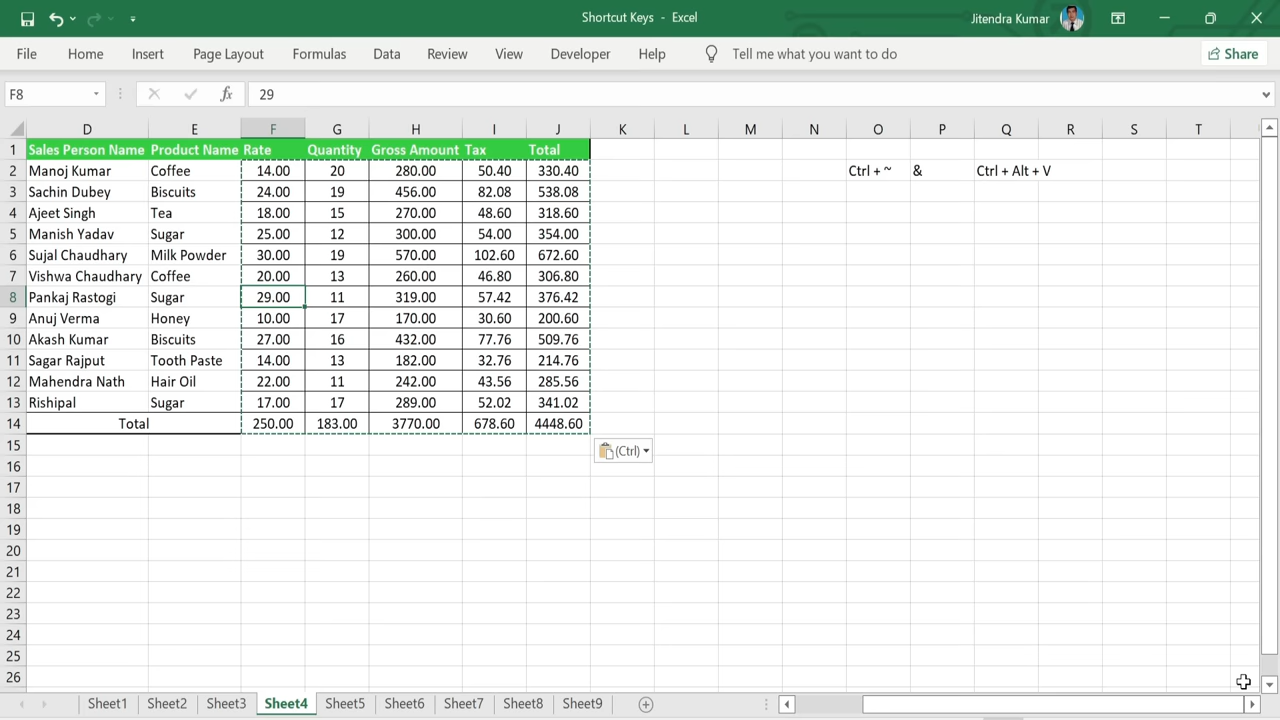 Shortcut Keys - Excel
Jitendra Kumar
File Home Insert Page Layout Formulas Data Review View Developer Help Tell me what you want to do Share
F8 fx 29
D E F G H I J K L M N O P Q R S T
1 Sales Person Name Product Name Rate Quantity Gross Amount Tax Total
2 Manoj Kumar Coffee 14.00 20 280.00 50.40 330.40 Ctrl + ~ & Ctrl + Alt + V
3 Sachin Dubey Biscuits 24.00 19 456.00 82.08 538.08
4 Ajeet Singh Tea 18.00 15 270.00 48.60 318.60
5 Manish Yadav Sugar 25.00 12 300.00 54.00 354.00
6 Sujal Chaudhary Milk Powder 30.00 19 570.00 102.60 672.60
7 Vishwa Chaudhary Coffee 20.00 13 260.00 46.80 306.80
8 Pankaj Rastogi Sugar 29.00 11 319.00 57.42 376.42
9 Anuj Verma Honey 10.00 17 170.00 30.60 200.60
10 Akash Kumar Biscuits 27.00 16 432.00 77.76 509.76
11 Sagar Rajput Tooth Paste 14.00 13 182.00 32.76 214.76
12 Mahendra Nath Hair Oil 22.00 11 242.00 43.56 285.56
13 Rishipal Sugar 17.00 17 289.00 52.02 341.02
14 Total 250.00 183.00 3770.00 678.60 4448.60
15 (Ctrl)
16
17
18
19
20
21
22
23
24
25
26
Sheet1 Sheet2 Sheet3 Sheet4 Sheet5 Sheet6 Sheet7 Sheet8 Sheet9